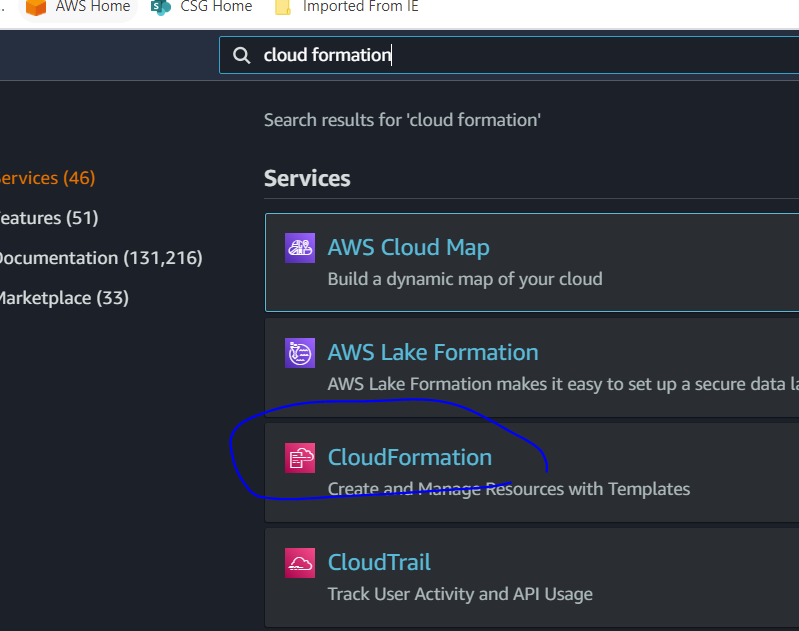 AWS Home CSG Home Imported From IE
cloud formation
Search results for 'cloud formation'
ervices (46)
eatures (51)
ocumentation (131,216)
arketplace (33)
Services
AWS Cloud Map
Build a dynamic map of your cloud
AWS Lake Formation
AWS Lake Formation makes it easy to set up a secure data la
CloudFormation
Create and Manage Resources with Templates
CloudTrail
Track User Activity and API Usage